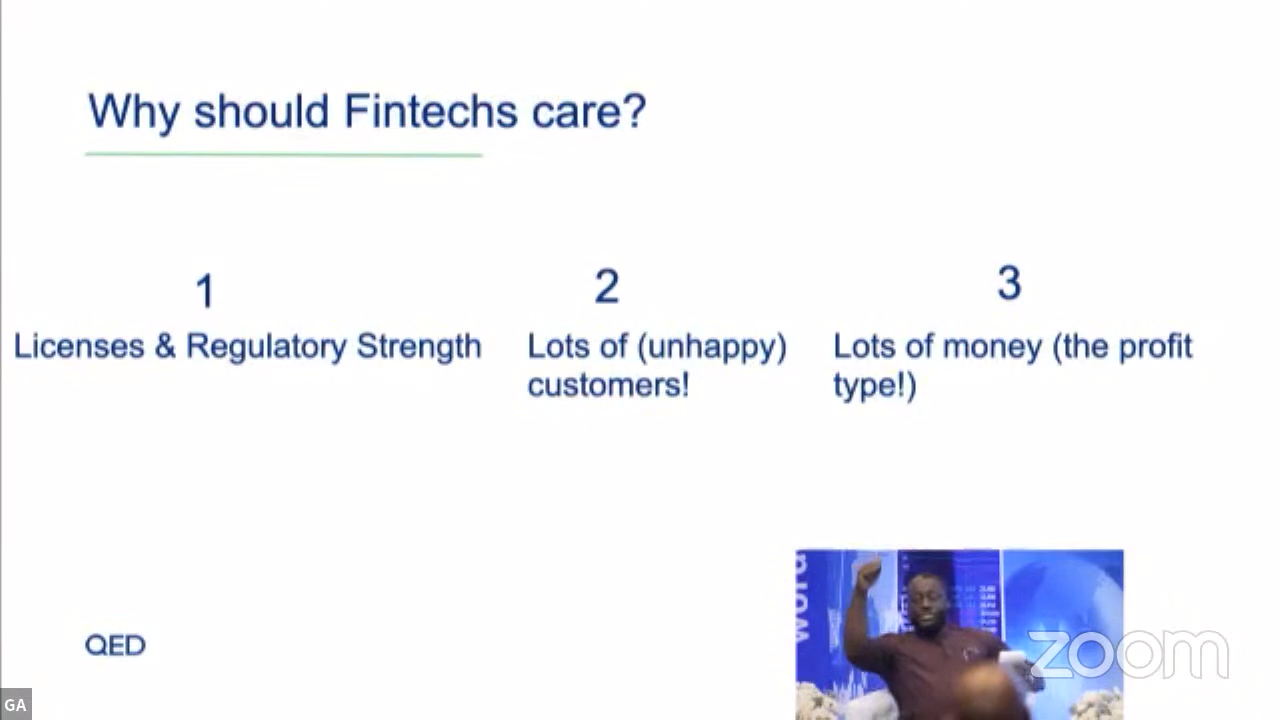 Why should Fintechs care?
1
Licenses & Regulatory Strength
2
Lots of (unhappy)
customers!
3
Lots of money (the profit
type!)
QED
zoom
GA